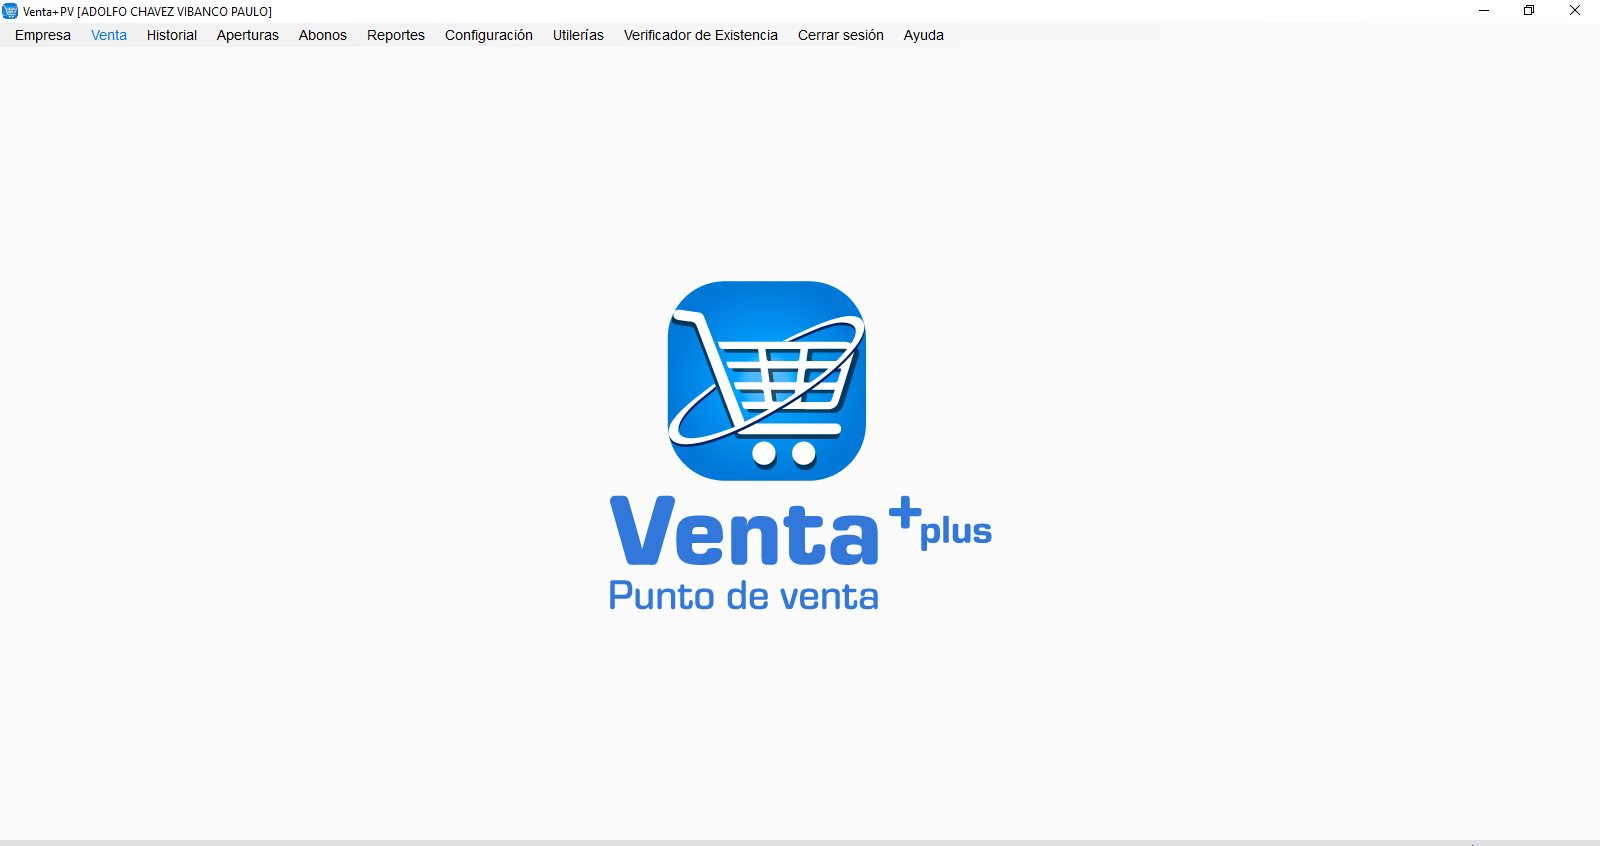 Venta+PV [ADOLFO CHAVEZ VIBANCO PAULO]
Empresa Venta Historial Aperturas Abonos Reportes Configuración Utilerías Verificador de Existencia Cerrar sesión Ayuda
Venta+plus
Punto de venta